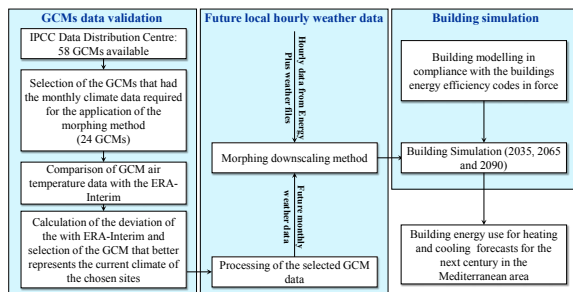 GCMs data validation
IPCC Data Distribution Centre:
58 GCMs available
Selection of the GCMs that had
the monthly climate data required
for the application of the
morphing method
(24 GCMs)
Comparison of GCM air
temperature data with the ERA-
Interim
Calculation of the deviation of
the with ERA-Interim and
selection of the GCM that better
represents the current climate of
the chosen sites
Future local hourly weather data
Hourly data from Energy
Plus weather files
Morphing downscaling method
Future monthly
weather data
Processing of the selected GCM
data
Building simulation
Building modelling in
compliance with the buildings
energy efficiency codes in force
Building Simulation (2035, 2065
and 2090)
Building energy use for heating
and cooling forecasts for the
next century in the
Mediterranean area